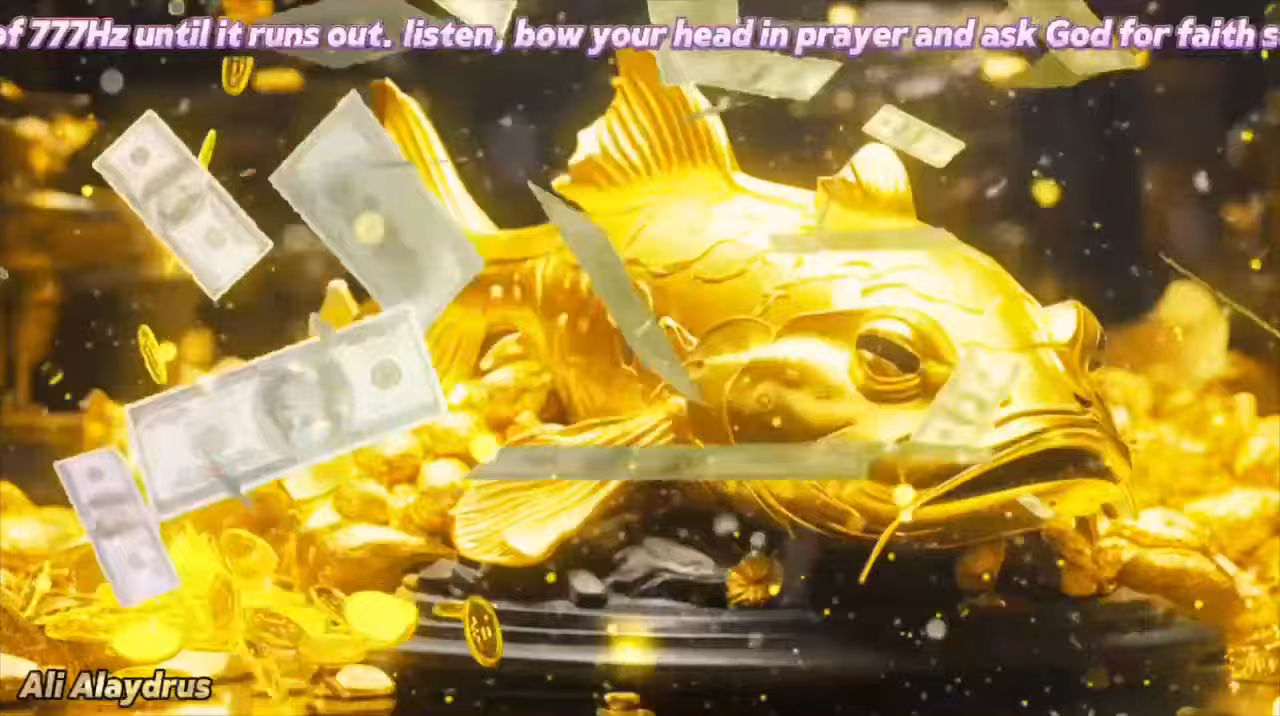 of 777Hz until it runs out. listen, bow your head in prayer and ask God for faith s
Ali Alaydrus